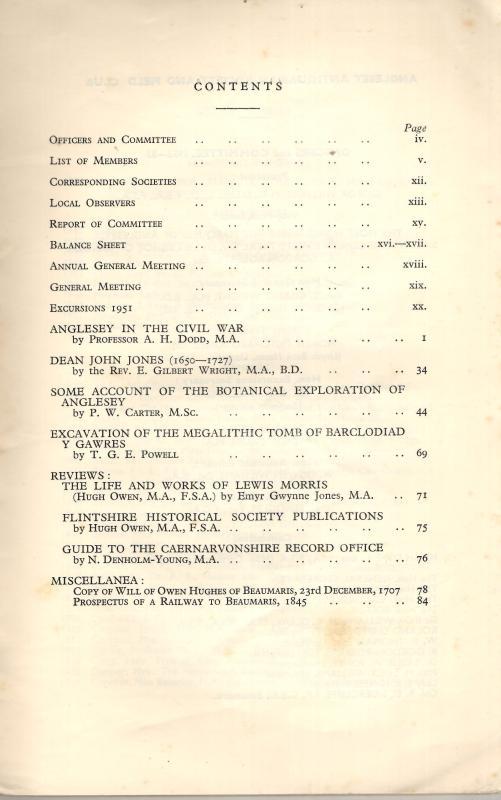 CONTENTS
Page
Officers and Committee .. .. .. .. .. .. iv.
List of Members .. .. .. .. .. .. v.
Corresponding Societies .. .. .. .. .. .. xii.
Local Observers .. .. .. .. .. .. xiii.
Report of Committee .. .. .. .. .. .. xv.
Balance Sheet .. .. .. .. .. .. xvi.—xvii.
Annual General Meeting .. .. .. .. .. .. xviii.
General Meeting .. .. .. .. .. .. xix.
Excursions 1951 .. .. .. .. .. .. xx.
ANGLESEY IN THE CIVIL WAR
by Professor A. H. Dodd, M.A. .. .. .. .. .. 1
DEAN JOHN JONES (1650—1727)
by the Rev. E. Gilbert Wright, M.A., B.D. .. .. .. 34
SOME ACCOUNT OF THE BOTANICAL EXPLORATION OF
ANGLESEY
by P. W. Carter, M.Sc. .. .. .. .. .. 44
EXCAVATION OF THE MEGALITHIC TOMB OF BARCLODIAD
Y GAWRES
by T. G. E. Powell .. .. .. .. .. 69
REVIEWS :
THE LIFE AND WORKS OF LEWIS MORRIS
(Hugh Owen, M.A., F.S.A.) by Emyr Gwynne Jones, M.A. .. 71
FLINTSHIRE HISTORICAL SOCIETY PUBLICATIONS
by Hugh Owen, M.A., F.S.A. .. .. .. .. .. 75
GUIDE TO THE CAERNARVONSHIRE RECORD OFFICE
by N. Denholm-Young, M.A. .. .. .. .. .. 76
MISCELLANEA :
Copy of Will of Owen Hughes of Beaumaris, 23rd December, 1707 78
Prospectus of a Railway to Beaumaris, 1845 .. .. .. 84